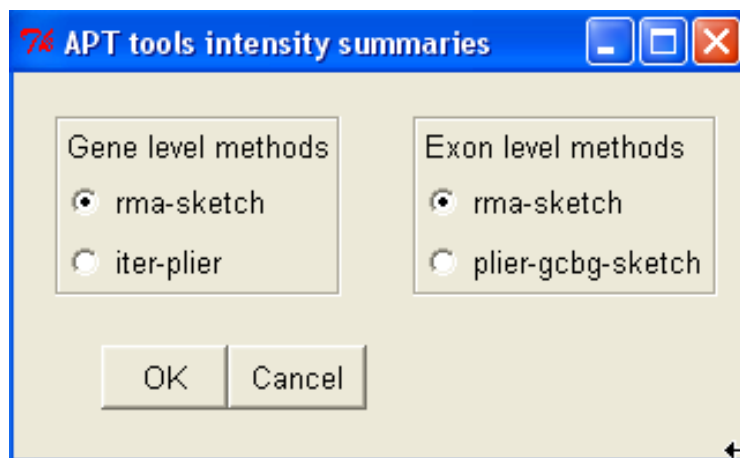 APT tools intensity summaries
Gene level methods
rma-sketch
iter-plier
Exon level methods
rma-sketch
plier-gcbg-sketch
OK
Cancel